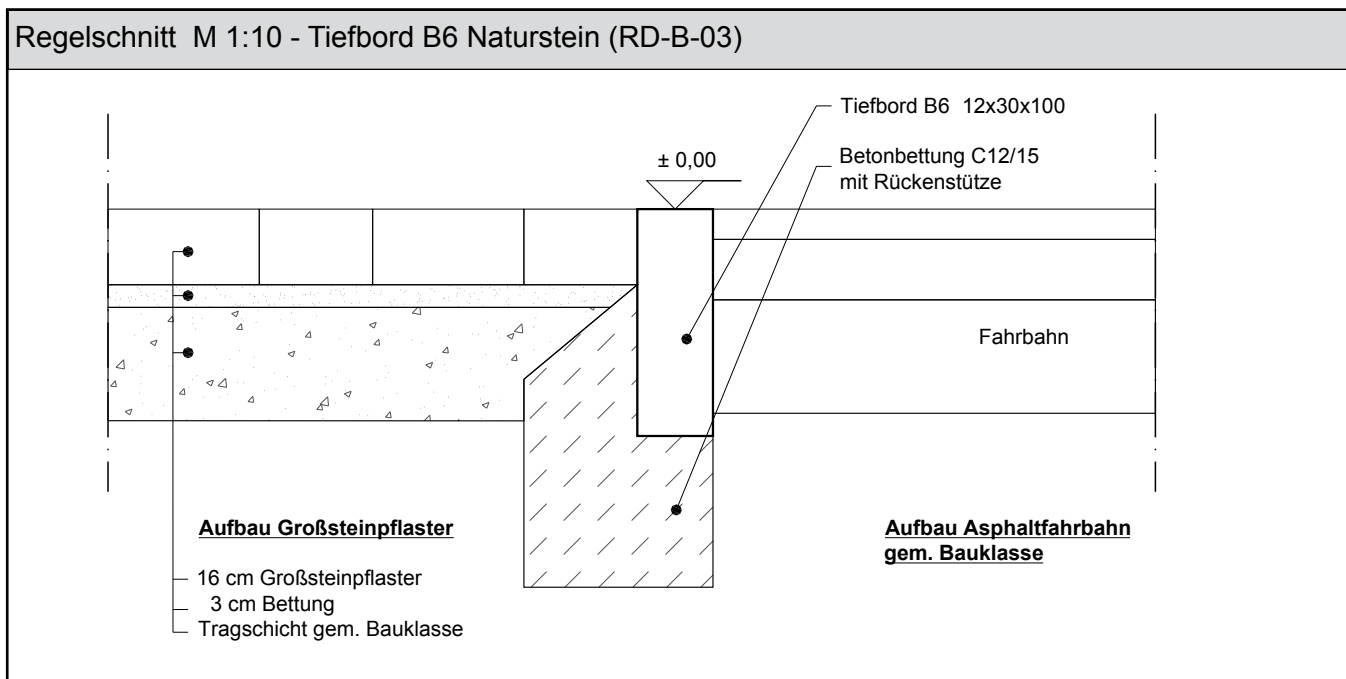 Regelschnitt M 1:10 - Tiefbord B6 Naturstein (RD-B-03)
Tiefbord B6 12x30x100
± 0,00
Betonbettung C12/15
mit Rückenstütze
Fahrbahn
Aufbau Großsteinpflaster
16 cm Großsteinpflaster
3 cm Bettung
Tragschicht gem. Bauklasse
Aufbau Asphaltfahrbahn
gem. Bauklasse